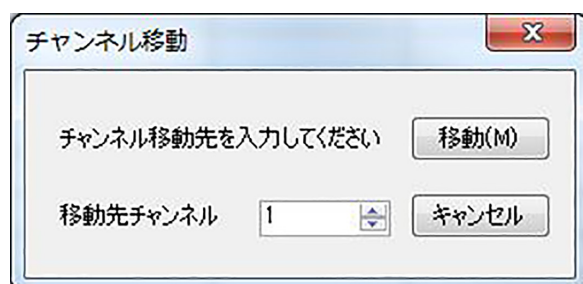 チャンネル移動
チャンネル移動先を入力してください 移動(M)
移動先チャンネル 1 キャンセル